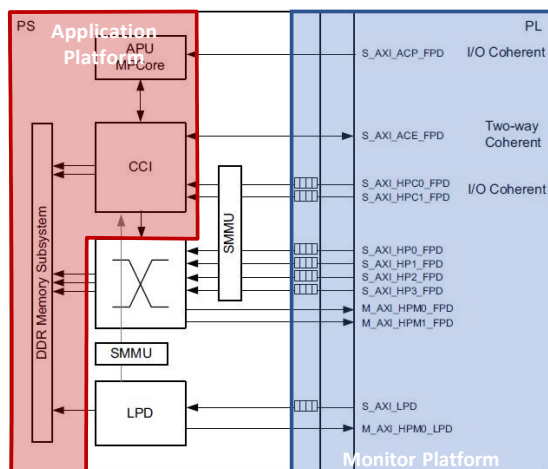 PS
Application
Platform
PL
APU
MPCore
S_AXI_ACP_FPD
I/O Coherent
CCI
S_AXI_ACE_FPD
Two-way
Coherent
S_AXI_HPC0_FPD
I/O Coherent
S_AXI_HPC1_FPD
SMMU
DDR Memory Subsystem
S_AXI_HP0_FPD
S_AXI_HP1_FPD
S_AXI_HP2_FPD
S_AXI_HP3_FPD
M_AXI_HPM0_FPD
M_AXI_HPM1_FPD
SMMU
LPD
S_AXI_LPD
M_AXI_HPM0_LPD
Monitor Platform